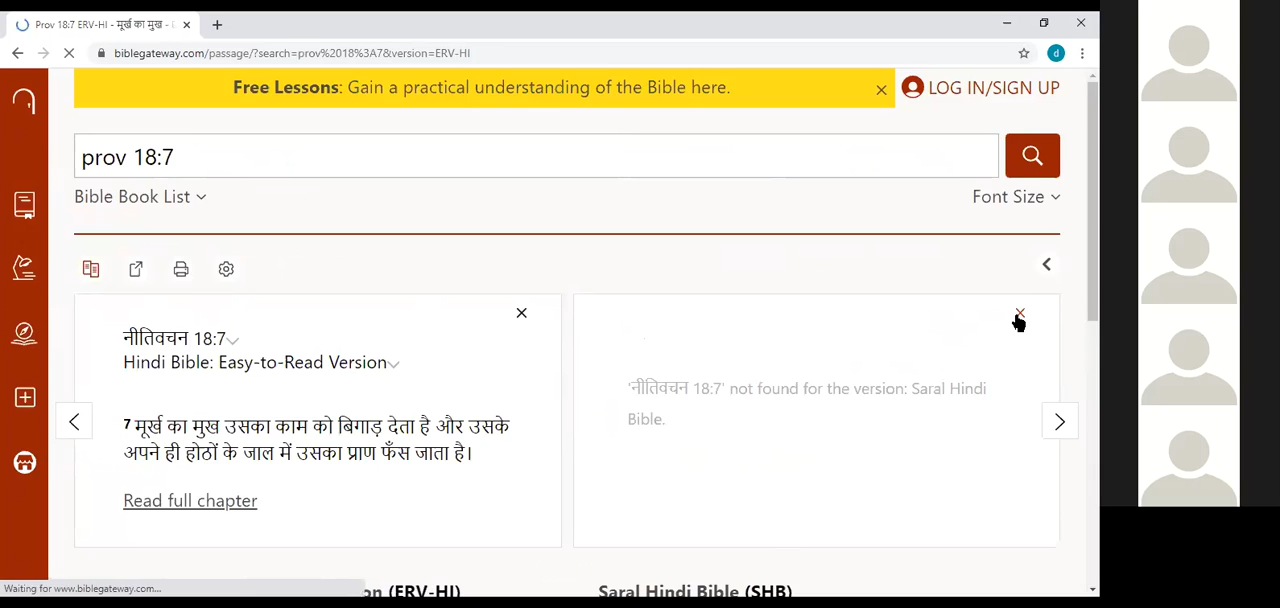 Prov 18:7 ERV-HI - मूर्ख का मुख -
biblegateway.com/passage/?search=prov%2018%3A7&version=ERV-HI
d
Free Lessons: Gain a practical understanding of the Bible here.
LOG IN/SIGN UP
prov 18:7
Bible Book List
Font Size
नीतिवचन 18:7
Hindi Bible: Easy-to-Read Version
7 मूर्ख का मुख उसका काम को बिगाड़ देता है और उसके
अपने ही होठों के जाल में उसका प्राण फँस जाता है।
Read full chapter
'नीतिवचन 18:7' not found for the version: Saral Hindi
Bible.
Waiting for www.biblegateway.com...
on (ERV-HI)
Saral Hindi Bible (SHB)